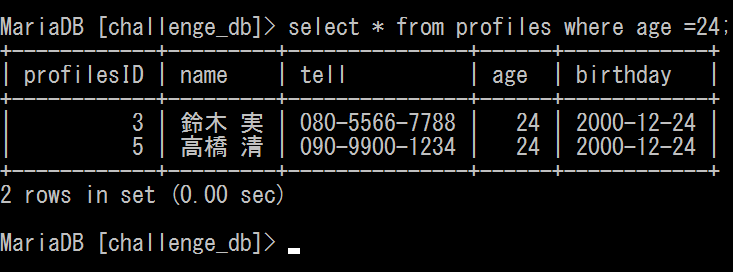 MariaDB [challenge_db]> select * from profiles where age =24;
+------------+---------+---------------+------+------------+
| profilesID | name | tell | age | birthday |
+------------+---------+---------------+------+------------+
| 3 | 鈴木 実 | 080-5566-7788 | 24 | 2000-12-24 |
| 5 | 高橋 清 | 090-9900-1234 | 24 | 2000-12-24 |
+------------+---------+---------------+------+------------+
2 rows in set (0.00 sec)
MariaDB [challenge_db]>